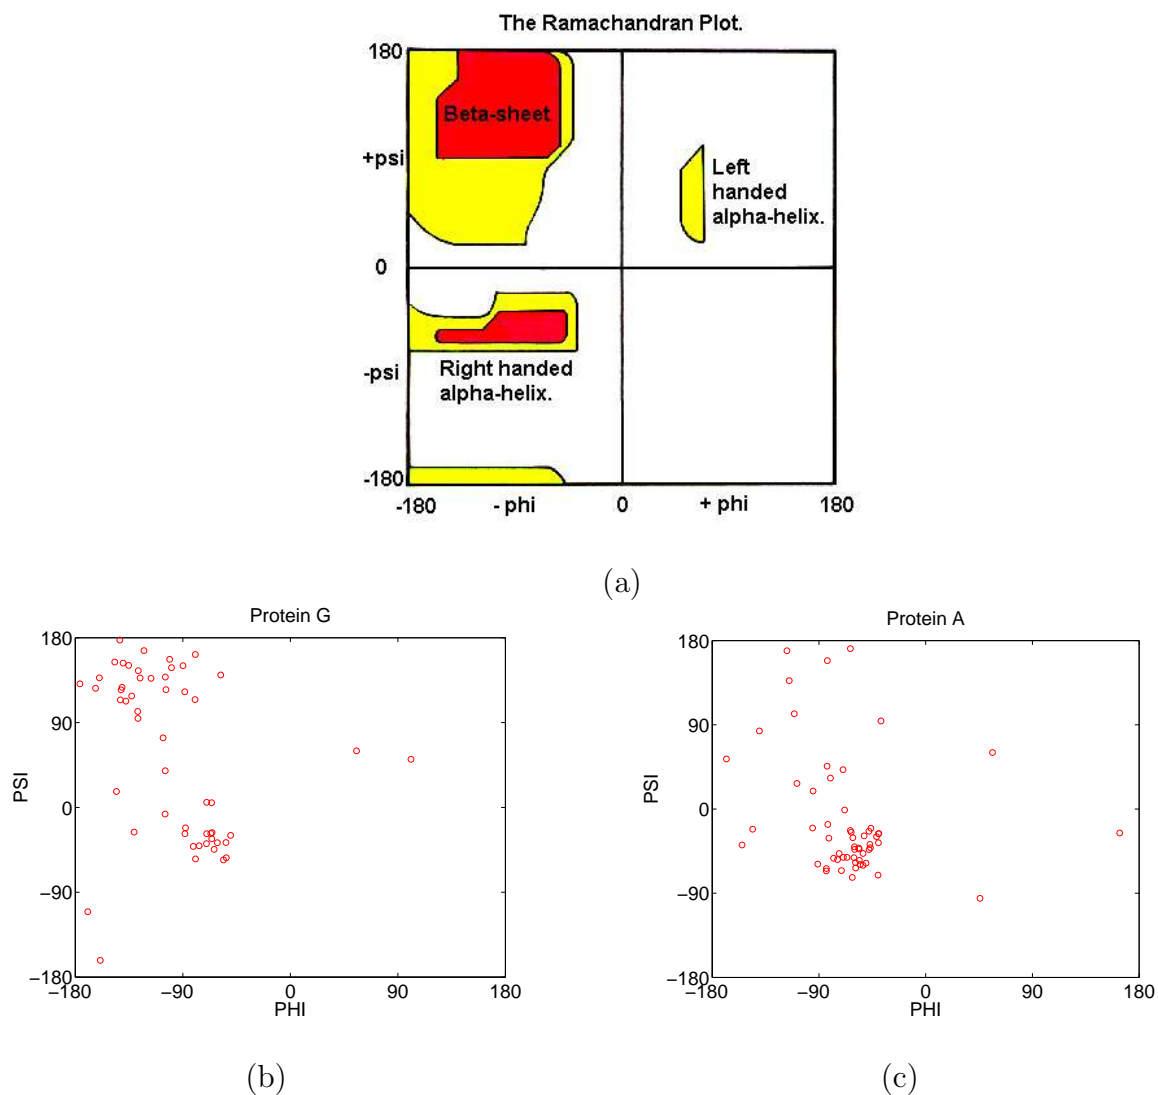 The Ramachandran Plot.
180
Beta-sheet
+psi
Left
handed
alpha-helix.
0
-psi
Right handed
alpha-helix.
-180
-180 - phi 0 + phi 180
(a)
Protein G
180
90
0
−90
−180
PSI
−180 −90 0 90 180
PHI
(b)
Protein A
180
90
0
−90
−180
PSI
−180 −90 0 90 180
PHI
(c)